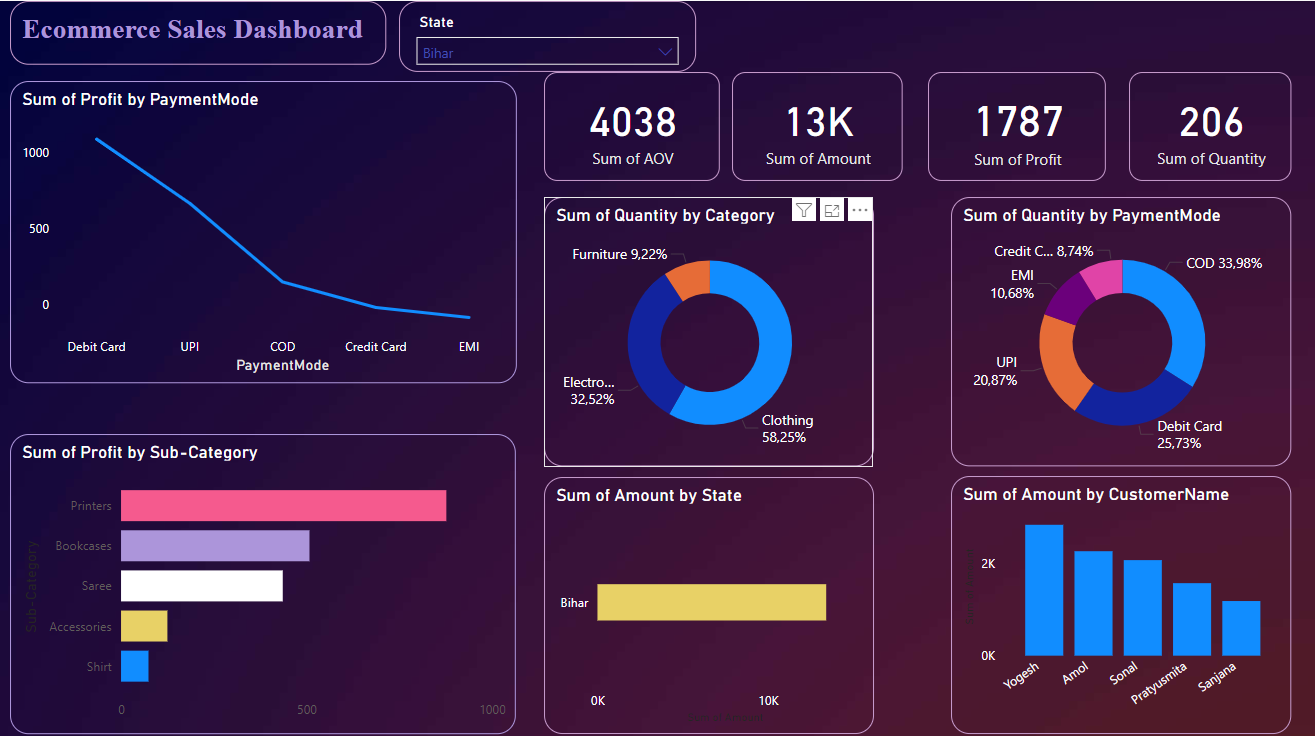 Ecommerce Sales Dashboard
State
Bihar
Sum of Profit by PaymentMode
1000
500
0
Debit Card
UPI
COD
Credit Card
EMI
PaymentMode
4038
Sum of AOV
13K
Sum of Amount
1787
Sum of Profit
206
Sum of Quantity
Sum of Quantity by Category
Furniture 9,22%
Electro...
32,52%
Clothing
58,25%
Sum of Quantity by PaymentMode
Credit C... 8,74%
COD 33,98%
EMI
10,68%
UPI
20,87%
Debit Card
25,73%
Sum of Profit by Sub-Category
Sub-Category
Printers
Bookcases
Saree
Accessories
Shirt
0
500
1000
Sum of Amount by State
Bihar
0K
10K
Sum of Amount by CustomerName
2K
0K
Yogesh
Amol
Sonal
Pratyusmita
Sanjana